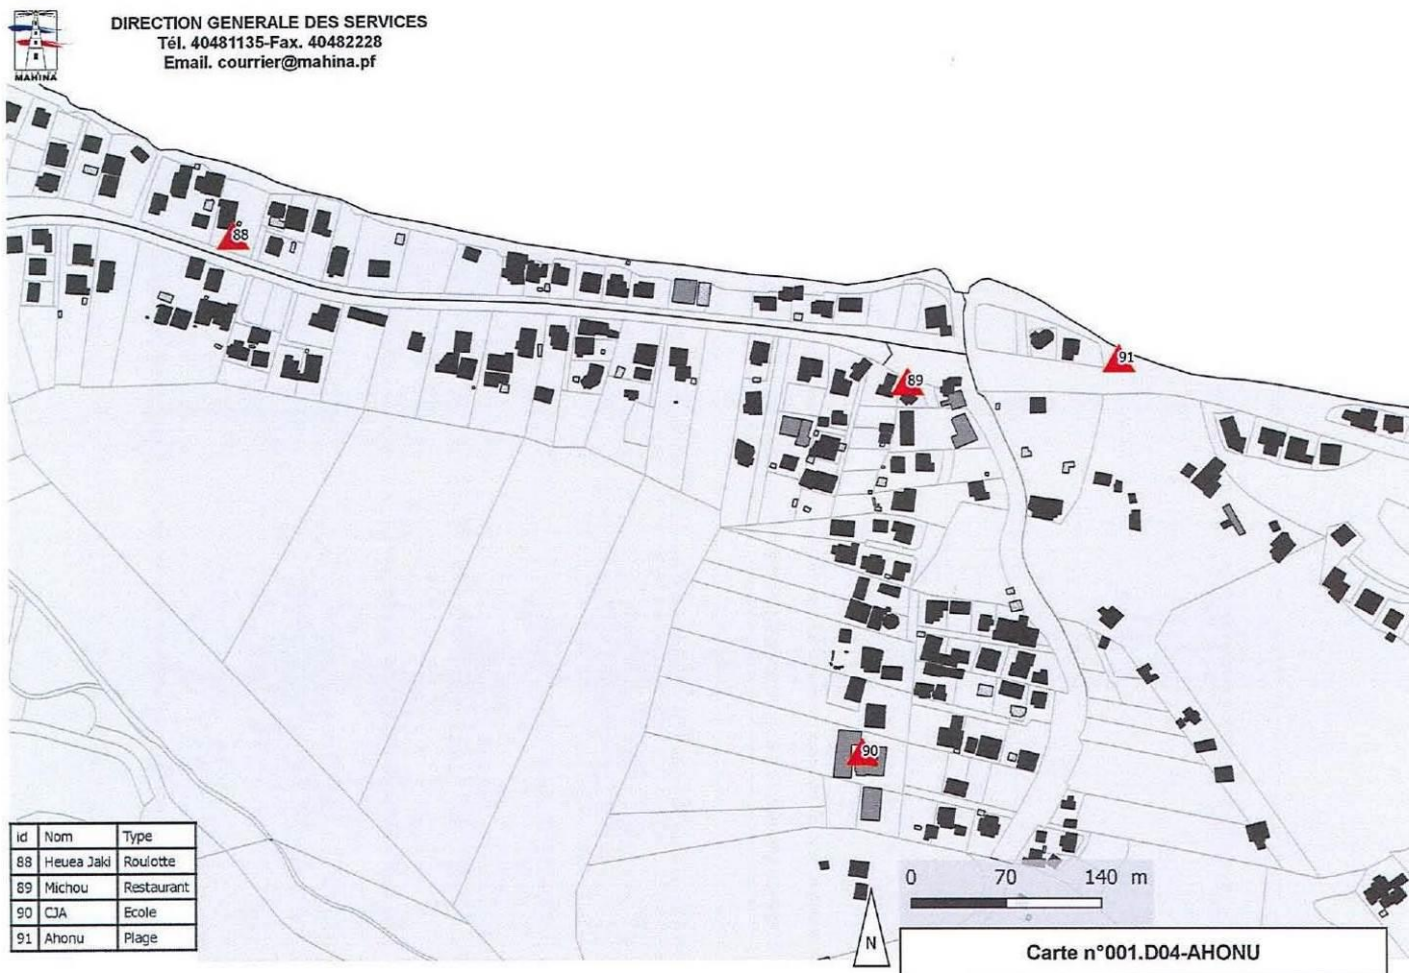 DIRECTION GENERALE DES SERVICES
Tél. 40481135-Fax. 40482228
Email. courrier@mahina.pf
MAHINA
88
91
89
90
id Nom Type
88 Heuea Jaki Roulotte
89 Michou Restaurant
90 CJA Ecole
91 Ahonu Plage
0 70 140 m
N
Carte n°001.D04-AHONU